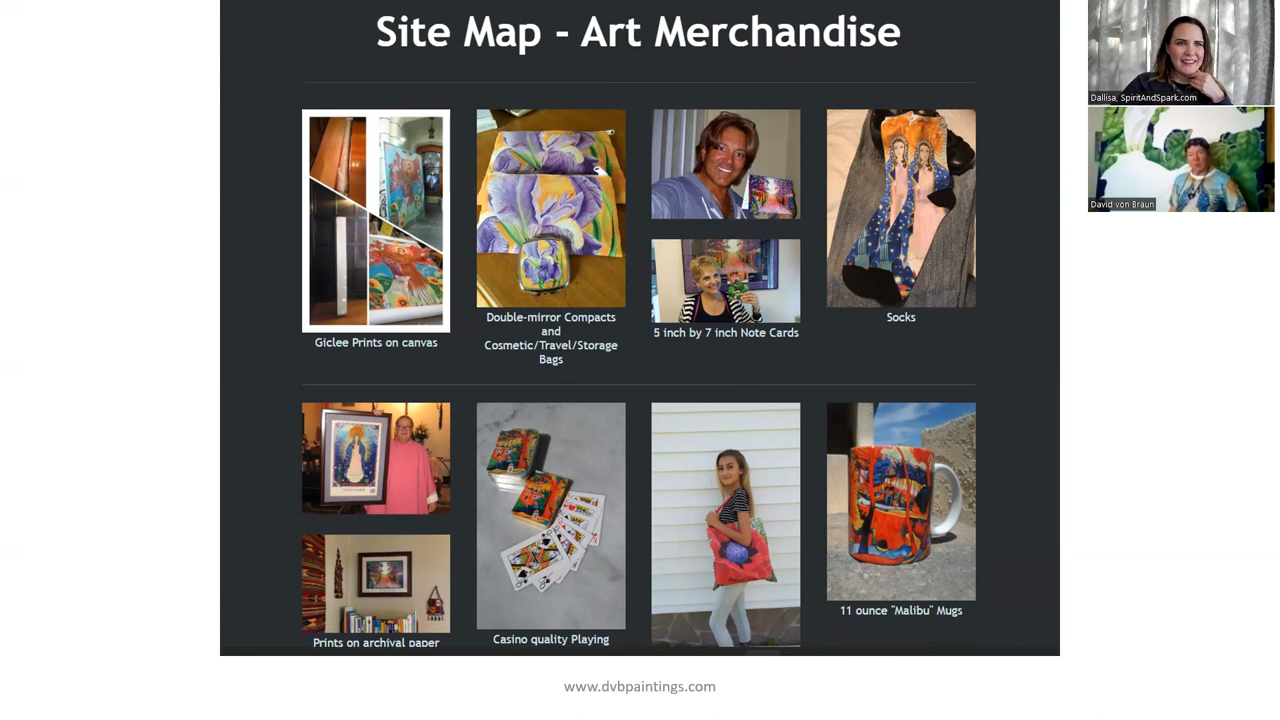 Site Map - Art Merchandise
Dallisa, SpiritAndSpark.com
David von Braun
Giclee Prints on canvas
Double-mirror Compacts
and
Cosmetic/Travel/Storage
Bags
5 inch by 7 inch Note Cards
Socks
Prints on archival paper
Casino quality Playing
11 ounce "Malibu" Mugs
www.dvbpaintings.com